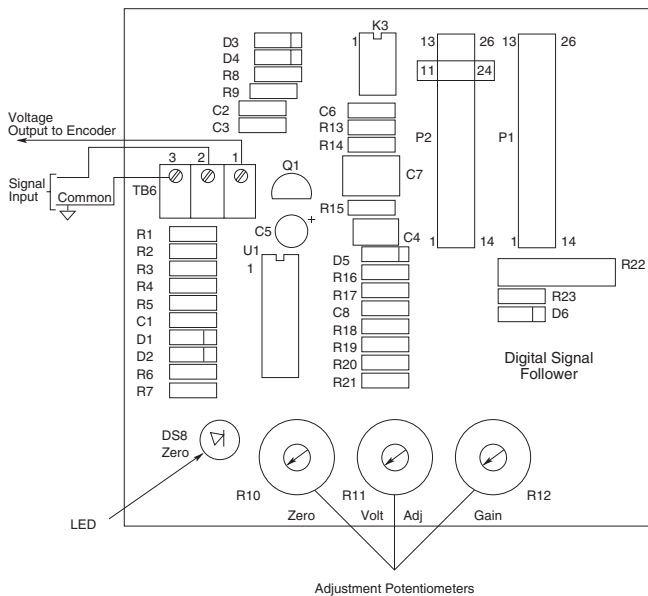 K3
D3
1
13
26
13
26
D4
R8
11
24
R9
C2
C6
Voltage
Output to Encoder
C3
R13
P2
P1
R14
3
2
1
Q1
C7
Signal
Input
Common
TB6
R15
R1
C5
+
C4
1
14
1
14
R2
U1
D5
R3
1
R16
R22
R4
R17
R23
R5
C8
D6
C1
R18
D1
R19
Digital Signal
Follower
D2
R20
R6
R21
R7
DS8
Zero
R10
R11
R12
LED
Zero
Volt Adj
Gain
Adjustment Potentiometers